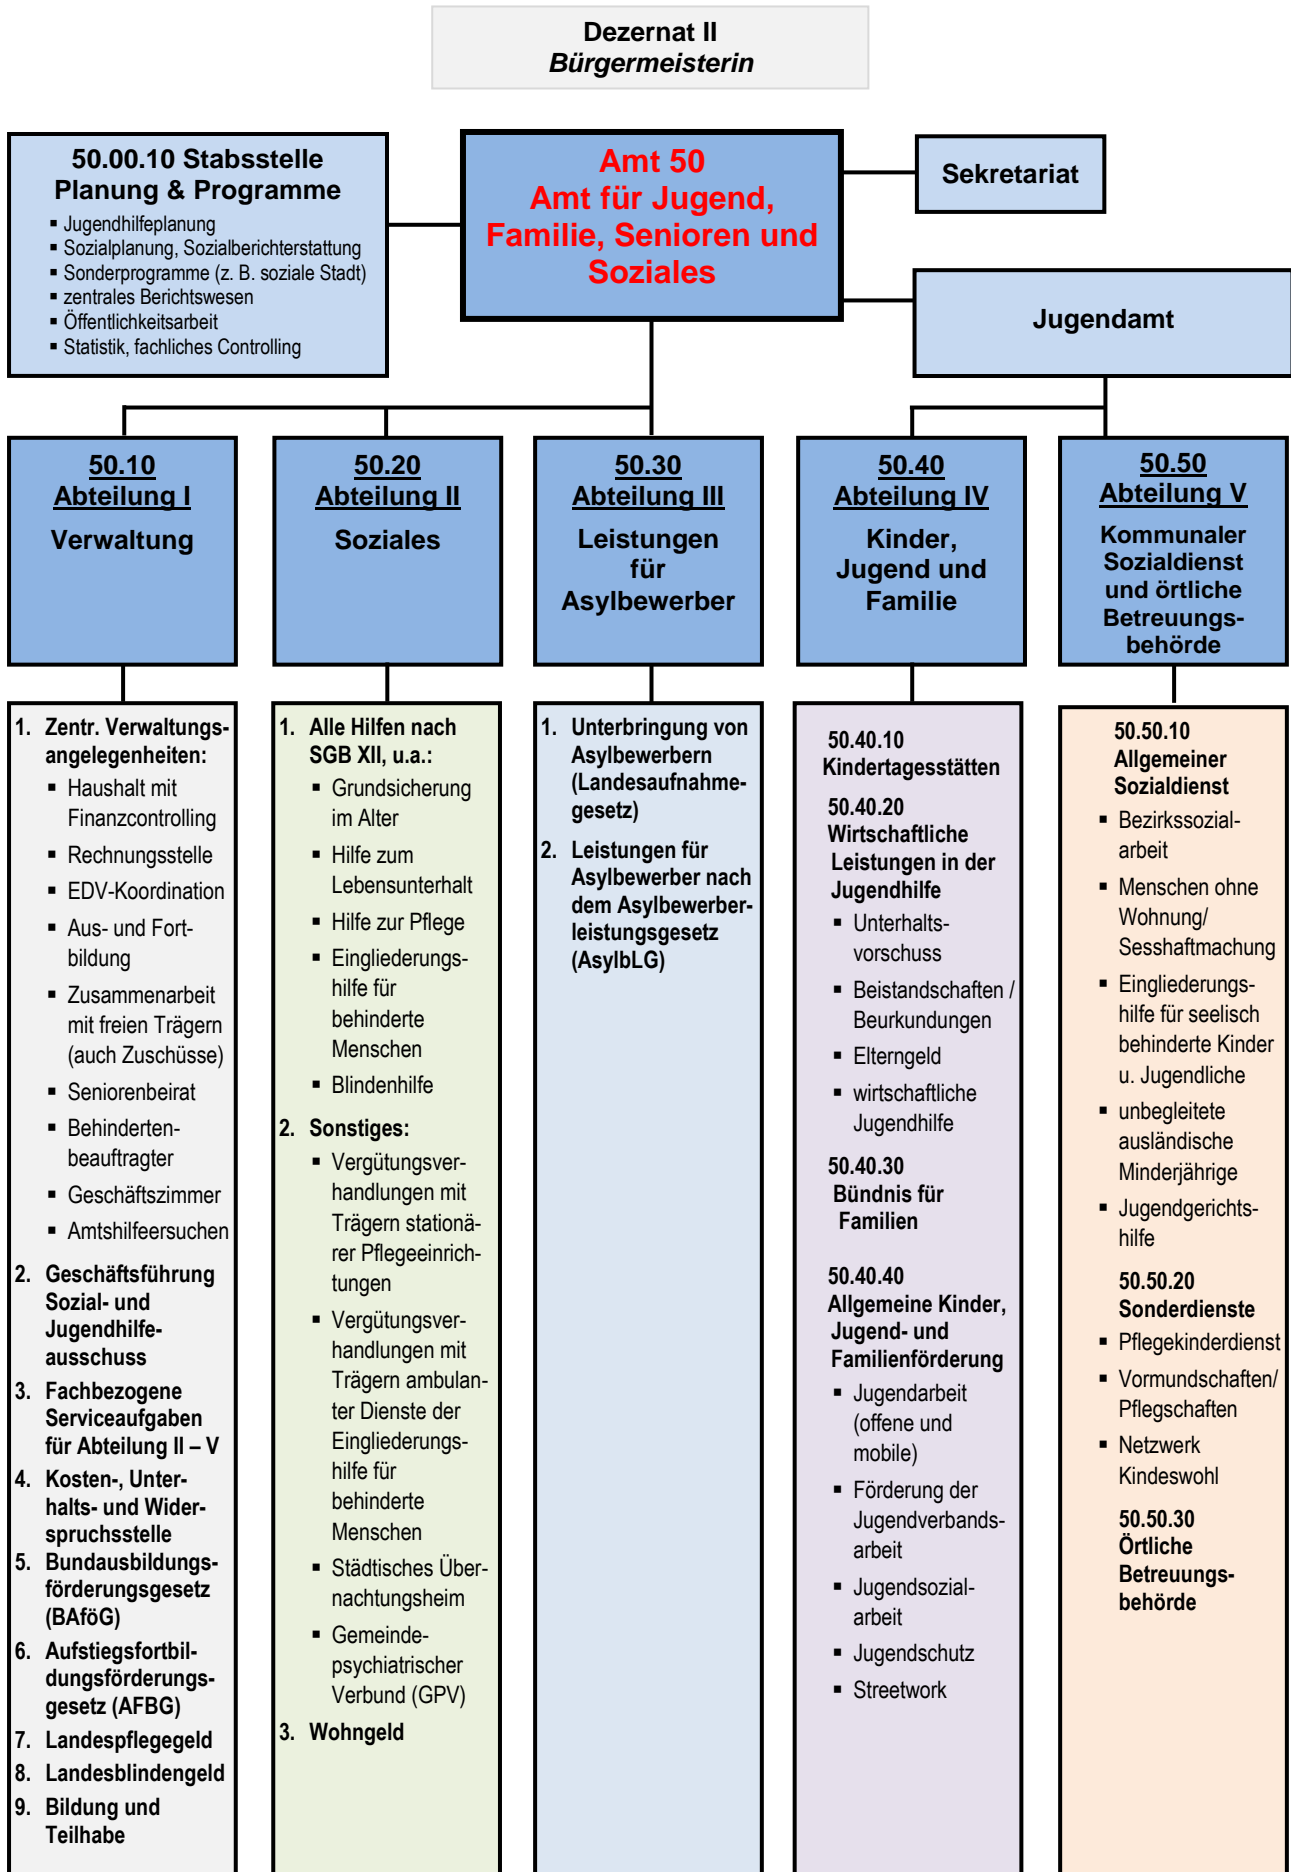 Dezernat II
Bürgermeisterin
50.00.10 Stabsstelle
Planung & Programme
▪ Jugendhilfeplanung
▪ Sozialplanung, Sozialberichterstattung
▪ Sonderprogramme (z. B. soziale Stadt)
▪ zentrales Berichtswesen
▪ Öffentlichkeitsarbeit
▪ Statistik, fachliches Controlling
Amt 50
Amt für Jugend,
Familie, Senioren und
Soziales
Sekretariat
Jugendamt
50.10
Abteilung I
Verwaltung
50.20
Abteilung II
Soziales
50.30
Abteilung III
Leistungen
für
Asylbewerber
50.40
Abteilung IV
Kinder,
Jugend und
Familie
50.50
Abteilung V
Kommunaler
Sozialdienst
und örtliche
Betreuungs-
behörde
1. Zentr. Verwaltungs-
angelegenheiten:
▪ Haushalt mit
Finanzcontrolling
▪ Rechnungsstelle
▪ EDV-Koordination
▪ Aus- und Fort-
bildung
▪ Zusammenarbeit
mit freien Trägern
(auch Zuschüsse)
▪ Seniorenbeirat
▪ Behinderten-
beauftragter
▪ Geschäftszimmer
▪ Amtshilfeersuchen
2. Geschäftsführung
Sozial- und
Jugendhilfe-
ausschuss
3. Fachbezogene
Serviceaufgaben
für Abteilung II – V
4. Kosten-, Unter-
halts- und Wider-
spruchsstelle
5. Bundausbildungs-
förderungsgesetz
(BAföG)
6. Aufstiegsfortbil-
dungsförderungs-
gesetz (AFBG)
7. Landespflegegeld
8. Landesblindengeld
9. Bildung und
Teilhabe
1. Alle Hilfen nach
SGB XII, u.a.:
▪ Grundsicherung
im Alter
▪ Hilfe zum
Lebensunterhalt
▪ Hilfe zur Pflege
▪ Eingliederungs-
hilfe für
behinderte
Menschen
▪ Blindenhilfe
2. Sonstiges:
▪ Vergütungsver-
handlungen mit
Trägern stationä-
rer Pflegeeinrich-
tungen
▪ Vergütungsver-
handlungen mit
Trägern ambulan-
ter Dienste der
Eingliederungs-
hilfe für
behinderte
Menschen
▪ Städtisches Über-
nachtungsheim
▪ Gemeinde-
psychiatrischer
Verbund (GPV)
3. Wohngeld
1. Unterbringung von
Asylbewerbern
(Landesaufnahme-
gesetz)
2. Leistungen für
Asylbewerber nach
dem Asylbewerber-
leistungsgesetz
(AsylbLG)
50.40.10
Kindertagesstätten
50.40.20
Wirtschaftliche
Leistungen in der
Jugendhilfe
▪ Unterhalts-
vorschuss
▪ Beistandschaften /
Beurkundungen
▪ Elterngeld
▪ wirtschaftliche
Jugendhilfe
50.40.30
Bündnis für
Familien
50.40.40
Allgemeine Kinder,
Jugend- und
Familienförderung
▪ Jugendarbeit
(offene und
mobile)
▪ Förderung der
Jugendverbands-
arbeit
▪ Jugendsozial-
arbeit
▪ Jugendschutz
▪ Streetwork
50.50.10
Allgemeiner
Sozialdienst
▪ Bezirkssozial-
arbeit
▪ Menschen ohne
Wohnung/
Sesshaftmachung
▪ Eingliederungs-
hilfe für seelisch
behinderte Kinder
u. Jugendliche
▪ unbegleitete
ausländische
Minderjährige
▪ Jugendgerichts-
hilfe
50.50.20
Sonderdienste
▪ Pflegekinderdienst
▪ Vormundschaften/
Pflegschaften
▪ Netzwerk
Kindeswohl
50.50.30
Örtliche
Betreuungs-
behörde